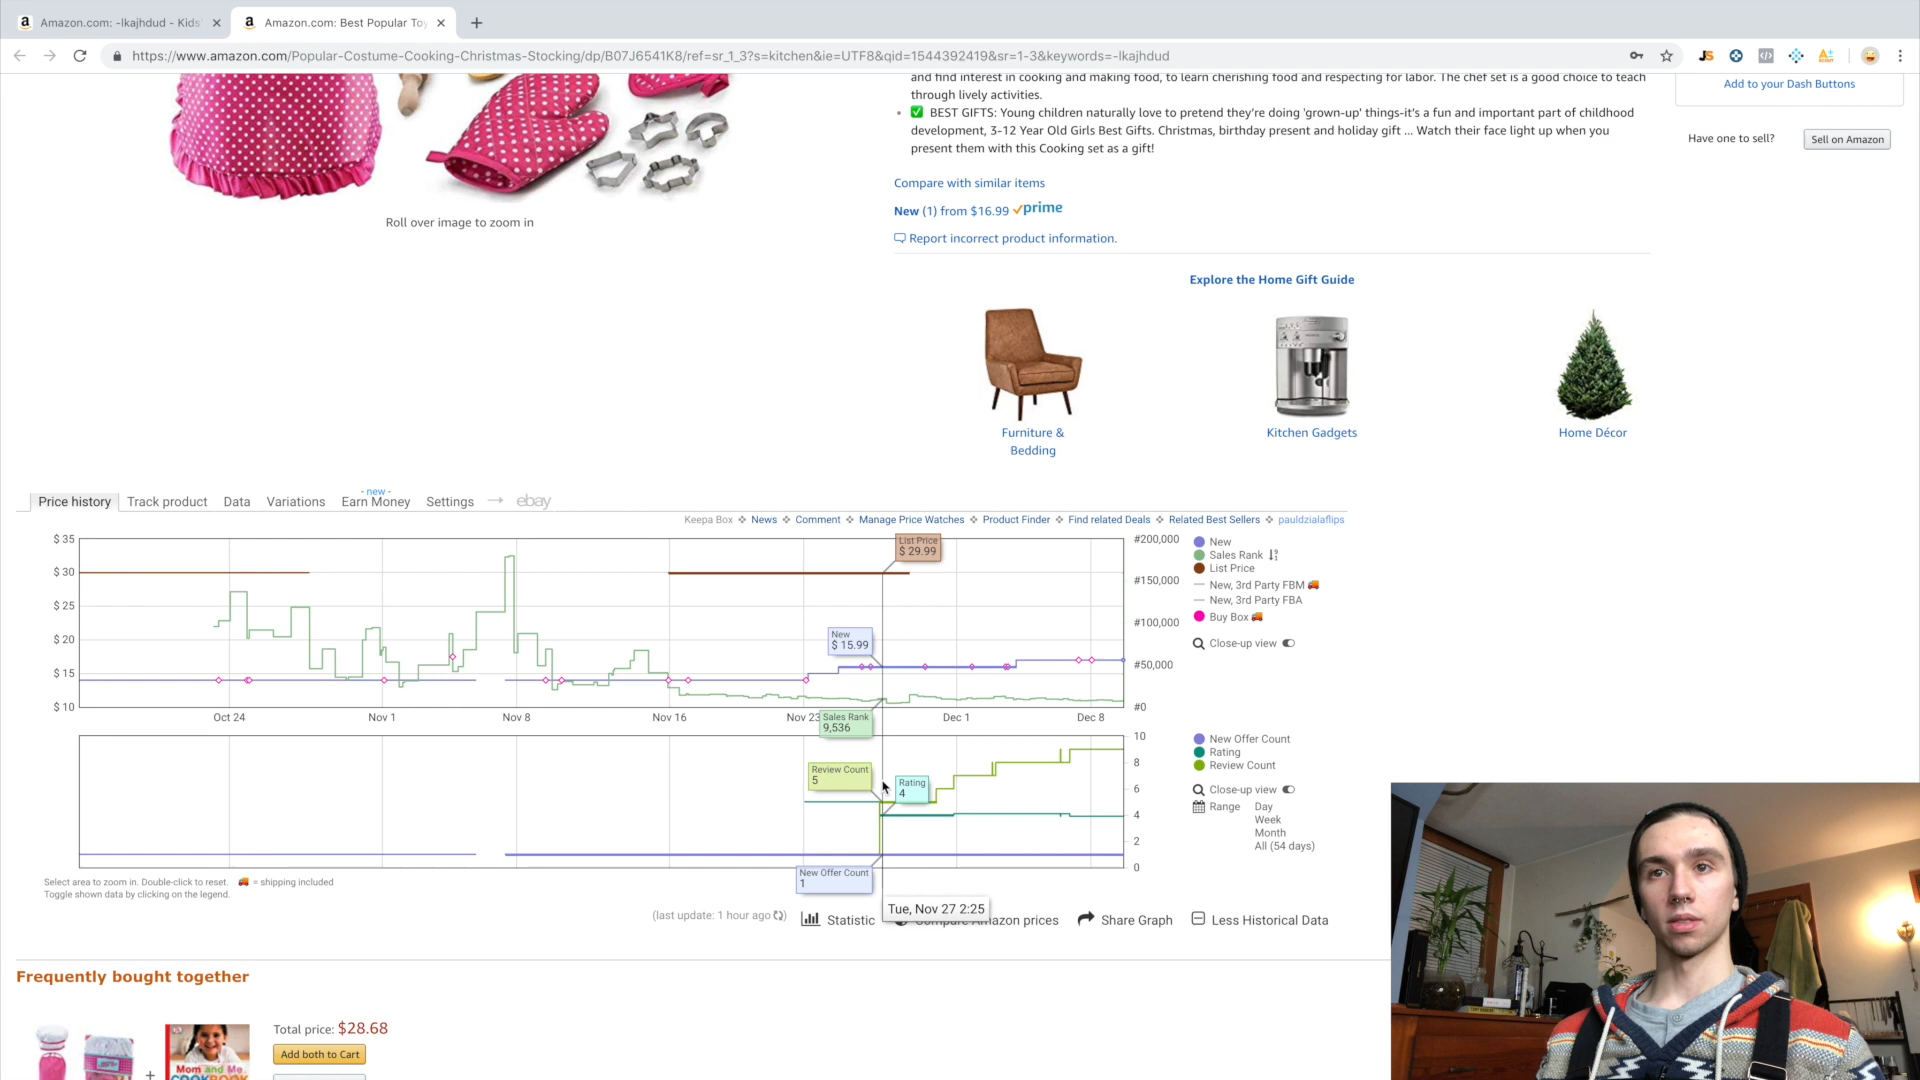 Amazon.com: -lkajhdud - Kids'
Amazon.com: Best Popular Toy
https://www.amazon.com/Popular-Costume-Cooking-Christmas-Stocking/dp/B07J6541K8/ref=sr_1_3?s=kitchen&ie=UTF8&qid=1544392419&sr=1-3&keywords=-lkajhdud
and find interest in cooking and making food, to learn cherishing food and respecting for labor. The chef set is a good choice to teach
through lively activities.
✅ BEST GIFTS: Young children naturally love to pretend they're doing 'grown-up' things-it's a fun and important part of childhood
development, 3-12 Year Old Girls Best Gifts. Christmas, birthday present and holiday gift ... Watch their face light up when you
present them with this Cooking set as a gift!
Add to your Dash Buttons
Have one to sell?
Sell on Amazon
Compare with similar items
New (1) from $16.99 prime
Report incorrect product information.
Roll over image to zoom in
Explore the Home Gift Guide
Furniture &
Bedding
Kitchen Gadgets
Home Décor
Price history
Track product
Data
Variations
- new -
Earn Money
Settings
ebay
Keepa Box ❖ News ❖ Comment ❖ Manage Price Watches ❖ Product Finder ❖ Find related Deals ❖ Related Best Sellers ❖ pauldzialaflips
$ 35
$ 30
$ 25
$ 20
$ 15
$ 10
List Price
$ 29.99
New
$ 15.99
Sales Rank
9,536
#200,000
#150,000
#100,000
#50,000
#0
Oct 24
Nov 1
Nov 8
Nov 16
Nov 23
Dec 1
Dec 8
New
Sales Rank
List Price
New, 3rd Party FBM
New, 3rd Party FBA
Buy Box
Close-up view
Review Count
5
Rating
4
New Offer Count
1
10
8
6
4
2
0
New Offer Count
Rating
Review Count
Close-up view
Range
Day
Week
Month
All (54 days)
Select area to zoom in. Double-click to reset. = shipping included
Toggle shown data by clicking on the legend.
Tue, Nov 27 2:25
(last update: 1 hour ago)
Statistic
Compare Amazon prices
Share Graph
Less Historical Data
Frequently bought together
Total price: $28.68
Add both to Cart
Mom and Me
COOKBOOK